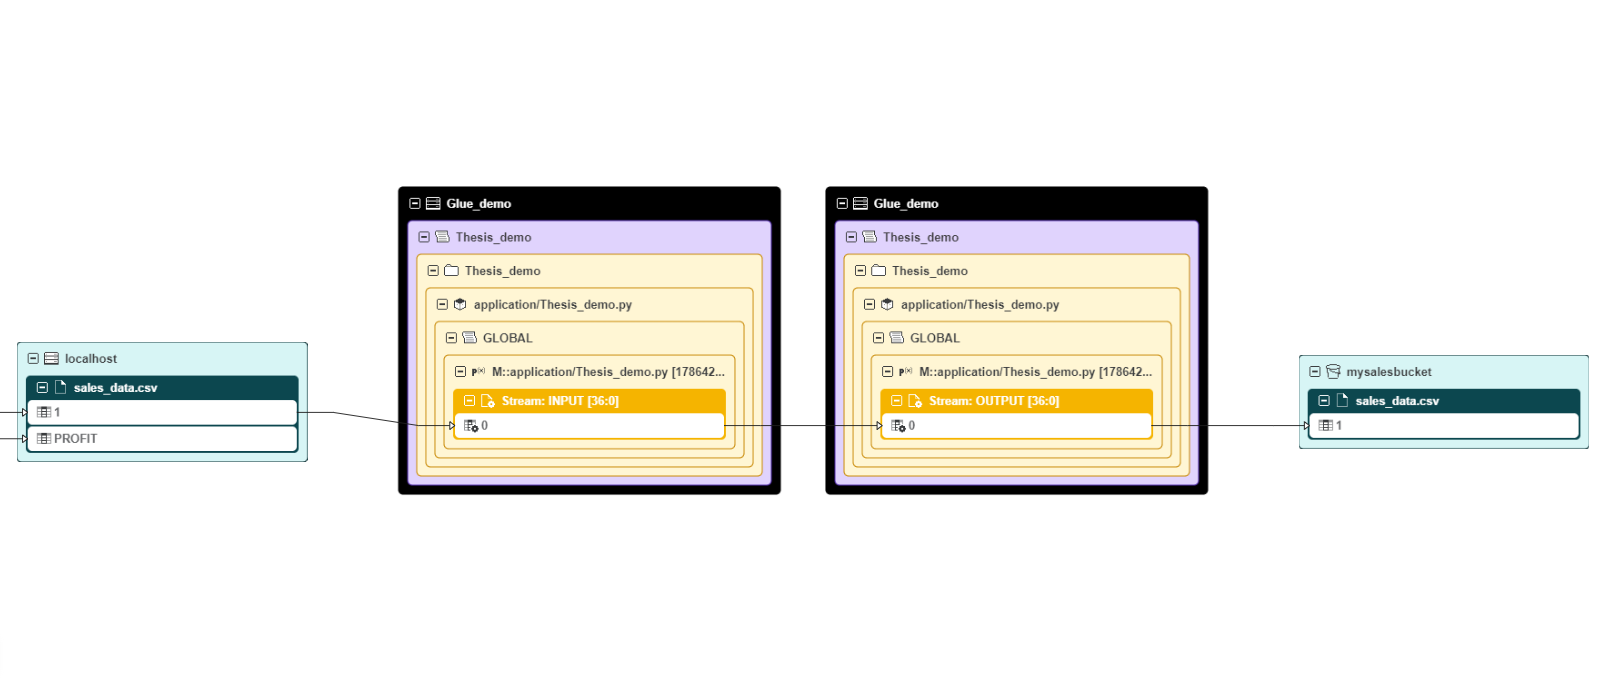 localhost
sales_data.csv
1
PROFIT
Glue_demo
Thesis_demo
Thesis_demo
application/Thesis_demo.py
GLOBAL
P(x) M::application/Thesis_demo.py [178642...
Stream: INPUT [36:0]
0
Glue_demo
Thesis_demo
Thesis_demo
application/Thesis_demo.py
GLOBAL
P(x) M::application/Thesis_demo.py [178642...
Stream: OUTPUT [36:0]
0
mysalesbucket
sales_data.csv
1